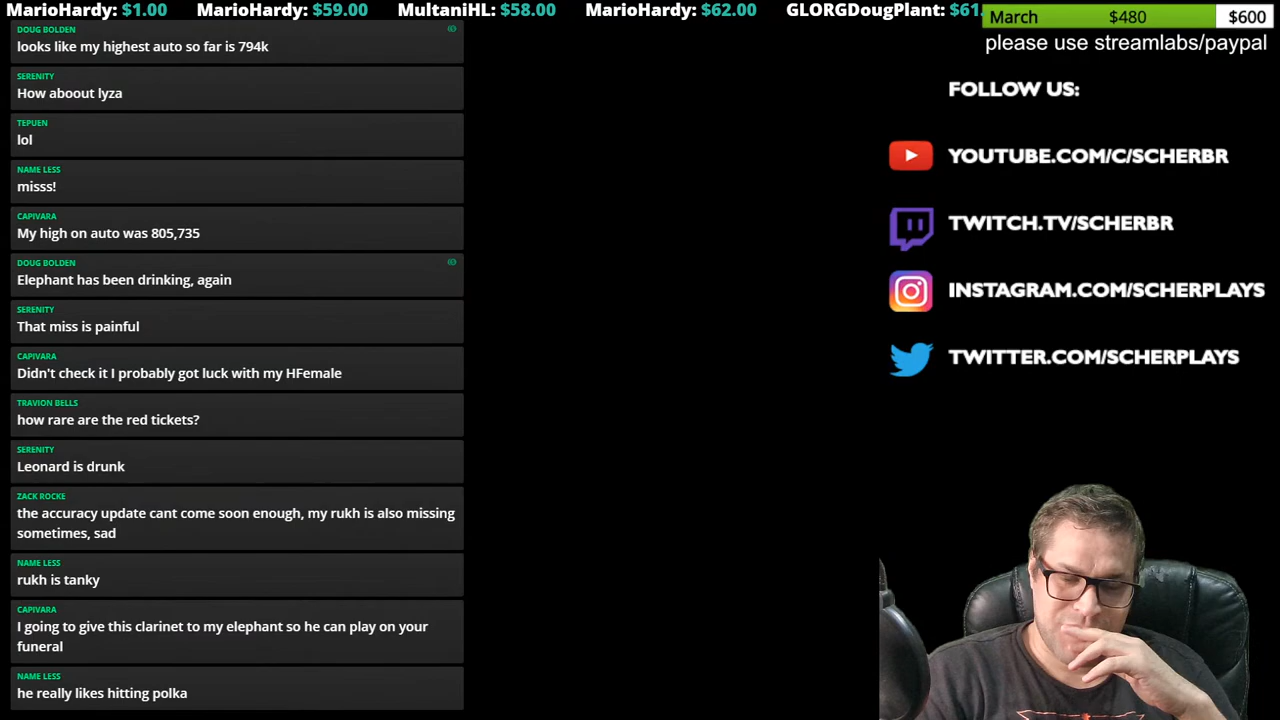 MarioHardy: $1.00 MarioHardy: $59.00 MultaniHL: $58.00 MarioHardy: $62.00 GLORGDougPlant: $61.
March $480 $600
please use streamlabs/paypal
DOUG BOLDEN
looks like my highest auto so far is 794k
SERENITY
How aboout lyza
TEPUEN
lol
NAME LESS
misss!
CAPIVARA
My high on auto was 805,735
DOUG BOLDEN
Elephant has been drinking, again
SERENITY
That miss is painful
CAPIVARA
Didn't check it I probably got luck with my HFemale
TRAVION BELLS
how rare are the red tickets?
SERENITY
Leonard is drunk
ZACK ROCKE
the accuracy update cant come soon enough, my rukh is also missing
sometimes, sad
NAME LESS
rukh is tanky
CAPIVARA
I going to give this clarinet to my elephant so he can play on your
funeral
NAME LESS
he really likes hitting polka
FOLLOW US:
YOUTUBE.COM/C/SCHERBR
TWITCH.TV/SCHERBR
INSTAGRAM.COM/SCHERPLAYS
TWITTER.COM/SCHERPLAYS